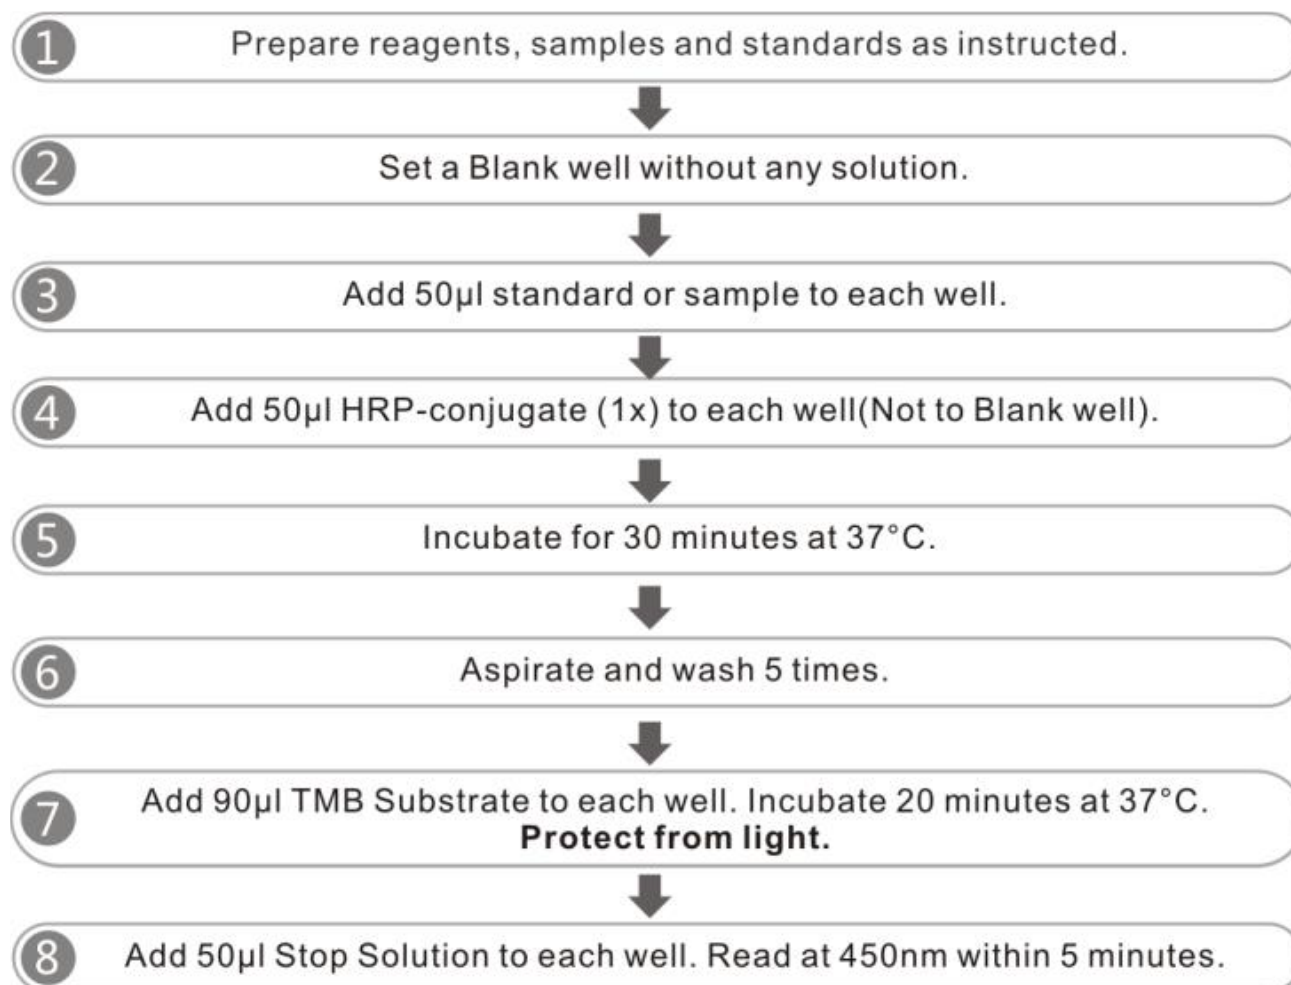 1 Prepare reagents, samples and standards as instructed.
2 Set a Blank well without any solution.
3 Add 50µl standard or sample to each well.
4 Add 50µl HRP-conjugate (1x) to each well(Not to Blank well).
5 Incubate for 30 minutes at 37°C.
6 Aspirate and wash 5 times.
7 Add 90µl TMB Substrate to each well. Incubate 20 minutes at 37°C.
Protect from light.
8 Add 50µl Stop Solution to each well. Read at 450nm within 5 minutes.